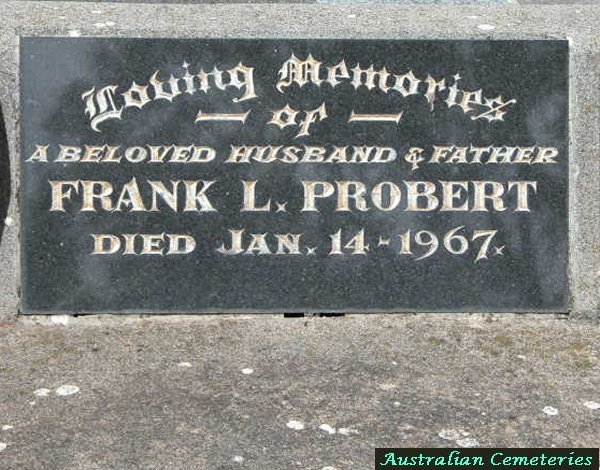 Loving Memories
- of -
A BELOVED HUSBAND & FATHER
FRANK L. PROBERT
DIED JAN. 14-1967.
Australian Cemeteries